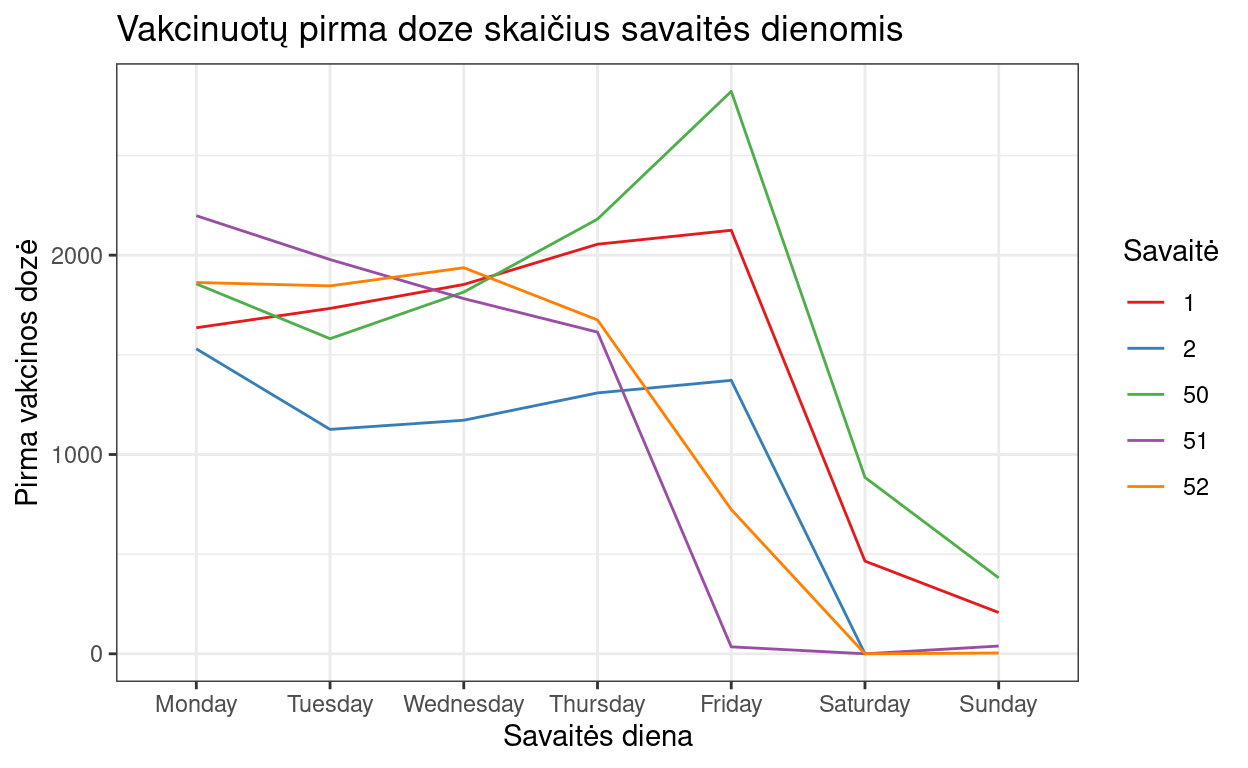 Vakcinuotų pirma doze skaičius savaitės dienomis
Pirma vakcinos dozė
2000
1000
0
Monday
Tuesday
Wednesday
Thursday
Friday
Saturday
Sunday
Savaitės diena
Savaitė
1
2
50
51
52